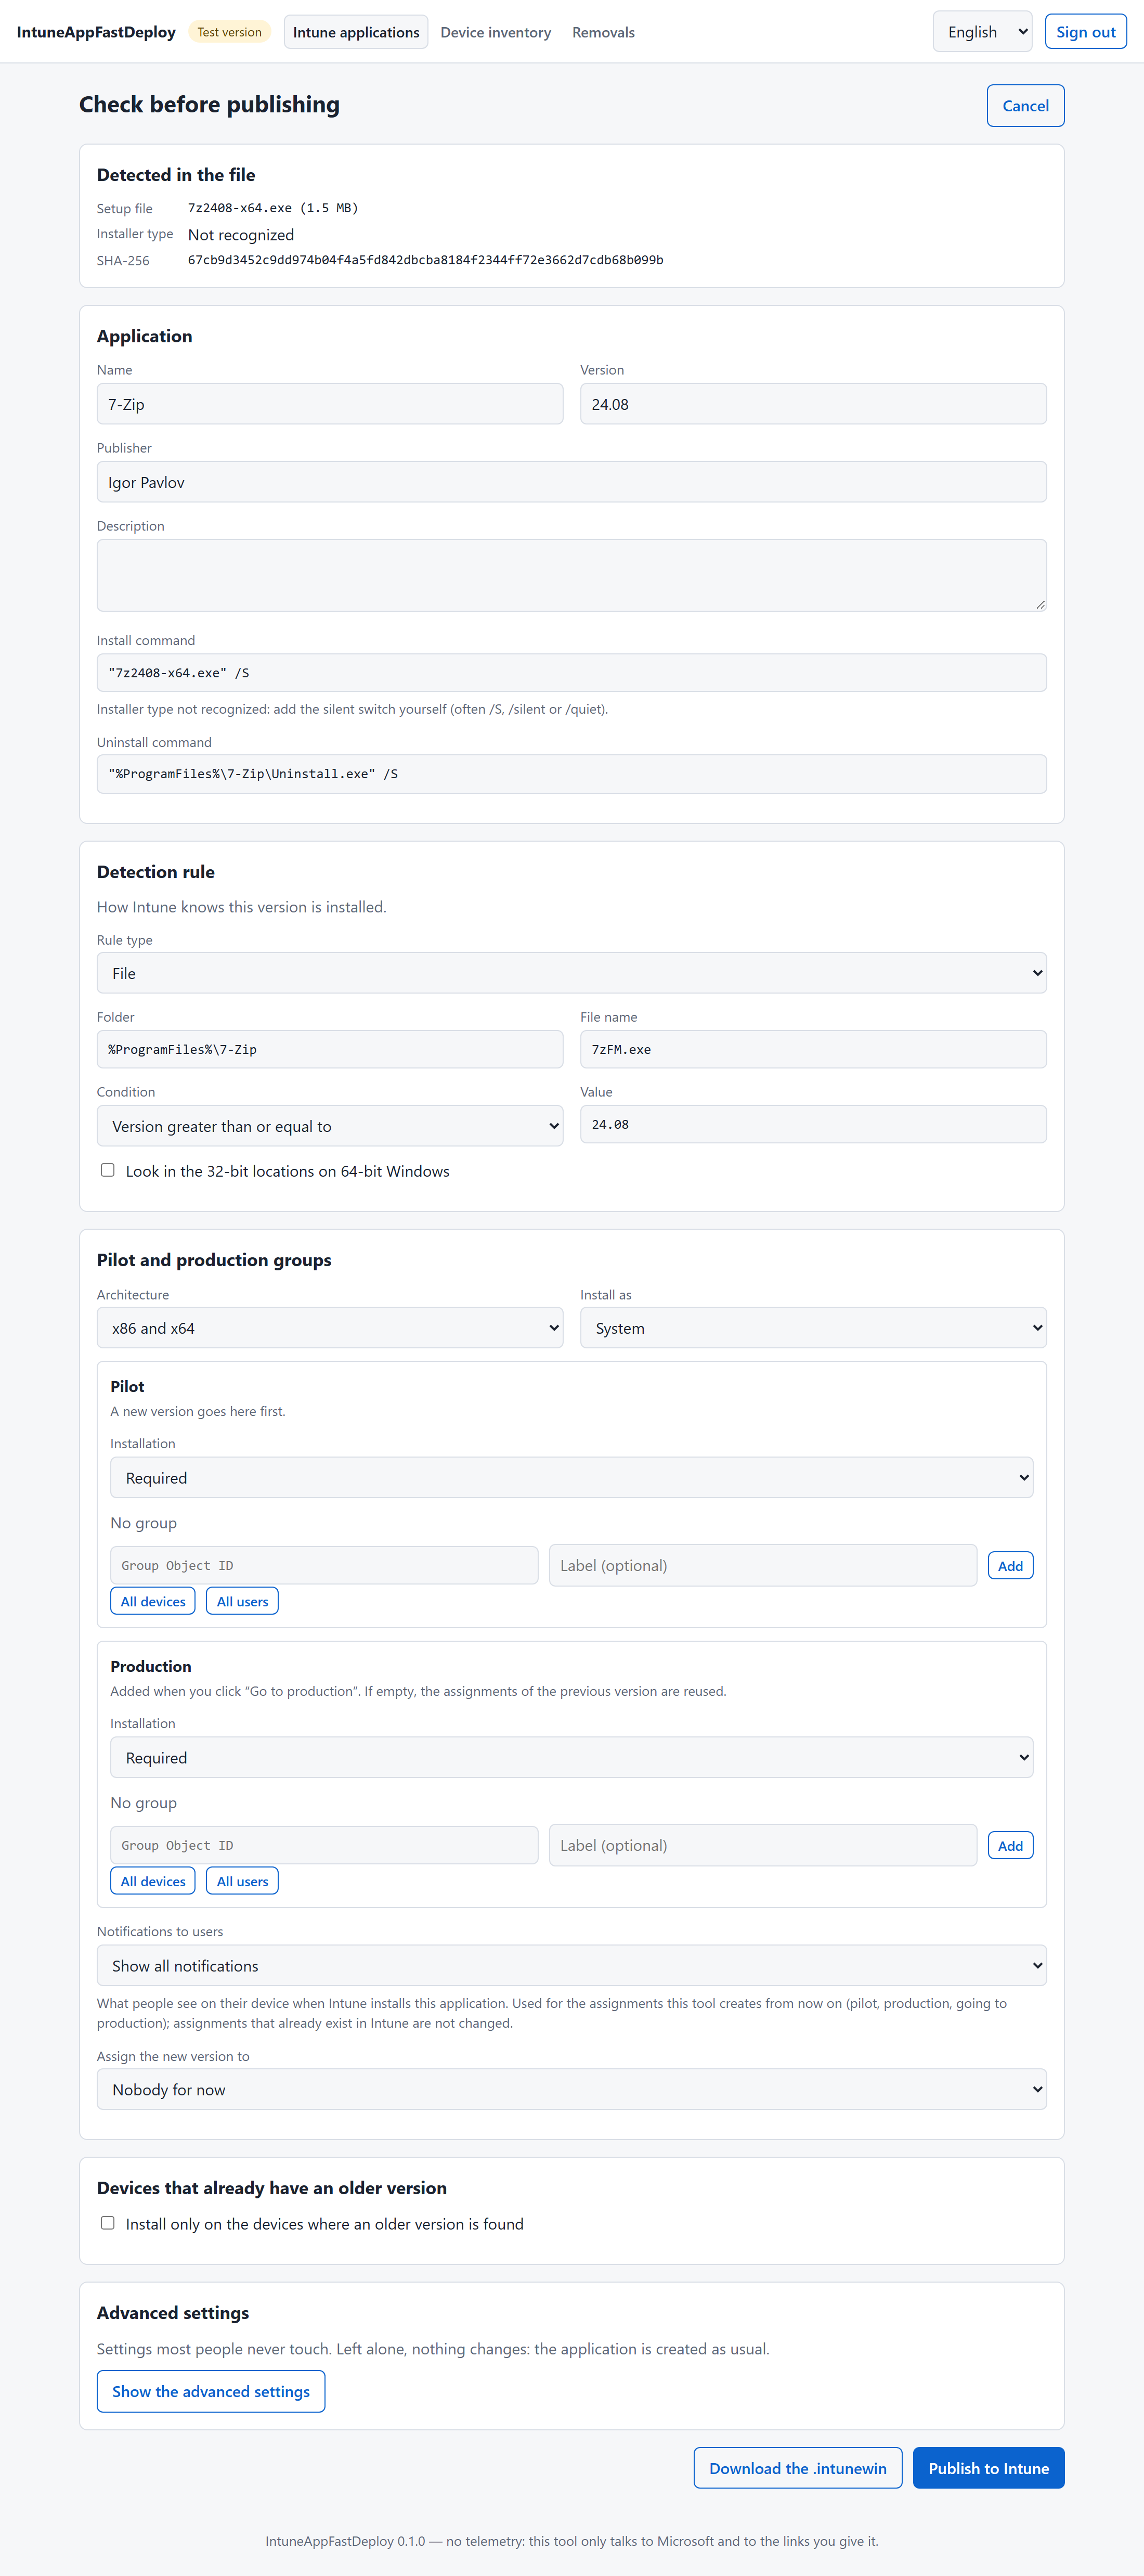 IntuneAppFastDeploy
Test version
Intune applications
Device inventory
Removals
English
Sign out
Check before publishing
Cancel
Detected in the file
Setup file 7z2408-x64.exe (1.5 MB)
Installer type Not recognized
SHA-256 67cb9d3452c9dd974b04f4a5fd842dbcba8184f2344ff72e3662d7cdb68b099b
Application
Name
7-Zip
Version
24.08
Publisher
Igor Pavlov
Description
Install command
"7z2408-x64.exe" /S
Installer type not recognized: add the silent switch yourself (often /S, /silent or /quiet).
Uninstall command
"%ProgramFiles%\7-Zip\Uninstall.exe" /S
Detection rule
How Intune knows this version is installed.
Rule type
File
Folder
%ProgramFiles%\7-Zip
File name
7zFM.exe
Condition
Version greater than or equal to
Value
24.08
Look in the 32-bit locations on 64-bit Windows
Pilot and production groups
Architecture
x86 and x64
Install as
System
Pilot
A new version goes here first.
Installation
Required
No group
Group Object ID
Label (optional)
Add
All devices
All users
Production
Added when you click “Go to production”. If empty, the assignments of the previous version are reused.
Installation
Required
No group
Group Object ID
Label (optional)
Add
All devices
All users
Notifications to users
Show all notifications
What people see on their device when Intune installs this application. Used for the assignments this tool creates from now on (pilot, production, going to
production); assignments that already exist in Intune are not changed.
Assign the new version to
Nobody for now
Devices that already have an older version
Install only on the devices where an older version is found
Advanced settings
Settings most people never touch. Left alone, nothing changes: the application is created as usual.
Show the advanced settings
Download the .intunewin
Publish to Intune
IntuneAppFastDeploy 0.1.0 — no telemetry: this tool only talks to Microsoft and to the links you give it.